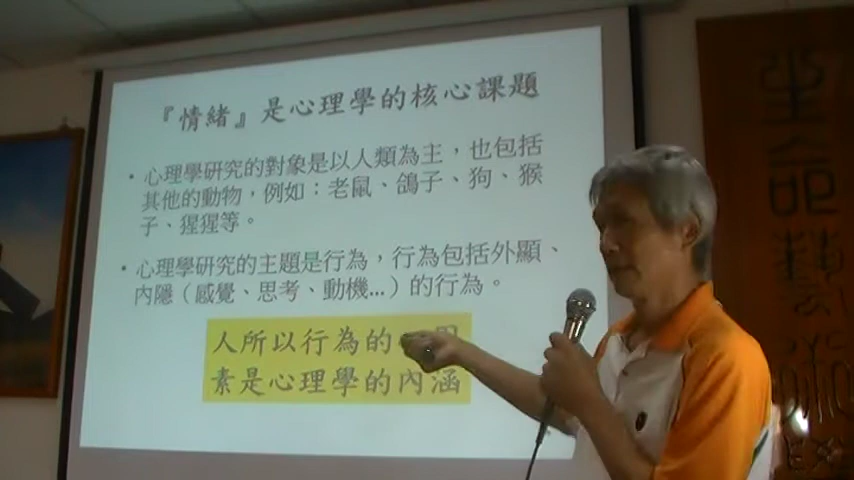 『情緒』是心理學的核心課題
• 心理學研究的對象是以人類為主，也包括
其他的動物，例如：老鼠、鴿子、狗、猴
子、猩猩等。
• 心理學研究的主題是行為，行為包括外顯、
內隱（感覺、思考、動機...）的行為。
人所以行為的
素是心理學的內涵